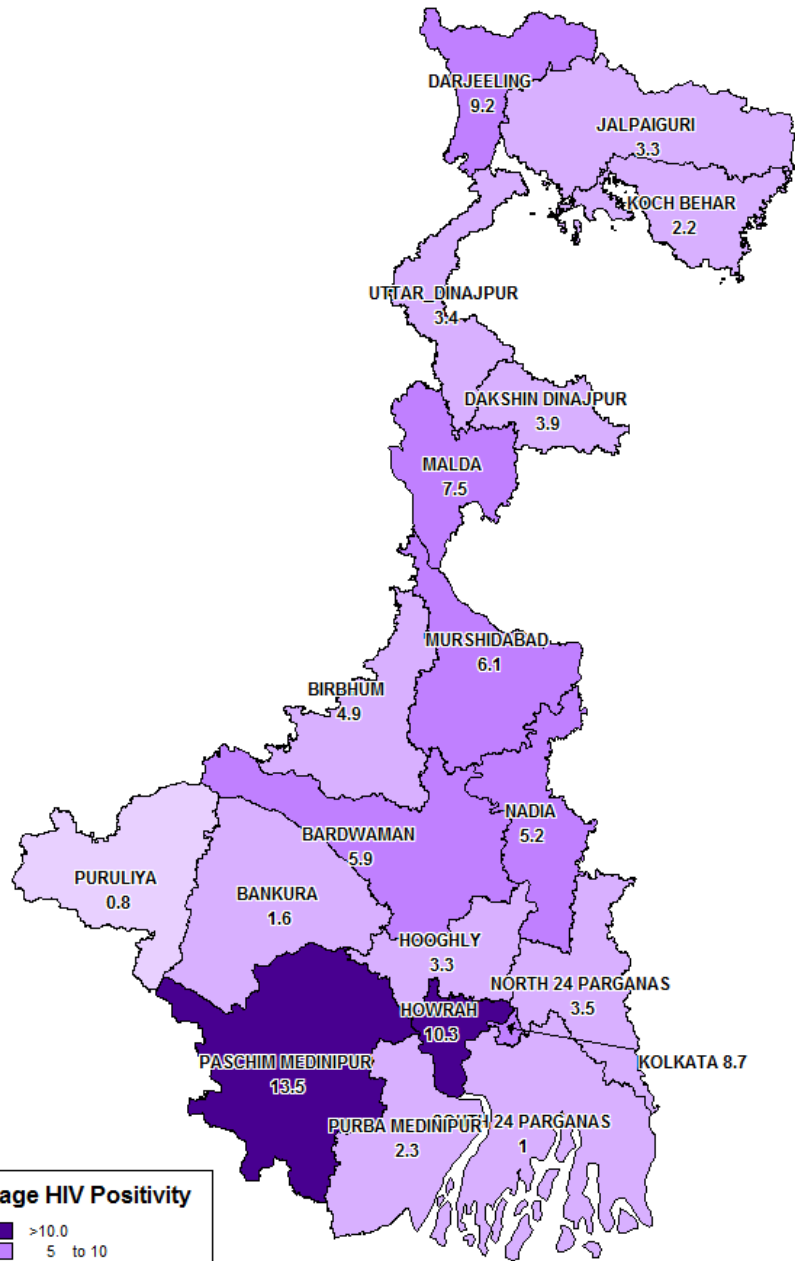 DARJEELING
9.2
JALPAIGURI
3.3
KOCH BEHAR
2.2
UTTAR_DINAJPUR
3.4
DAKSHIN DINAJPUR
3.9
MALDA
7.5
MURSHIDABAD
6.1
BIRBHUM
4.9
NADIA
5.2
BARDWAMAN
5.9
PURULIYA
0.8
BANKURA
1.6
HOOGHLY
3.3
NORTH 24 PARGANAS
3.5
HOWRAH
10.3
KOLKATA 8.7
PASCHIM MEDINIPUR
13.5
PURBA MEDINIPUR
2.3
SOUTH 24 PARGANAS
1
age HIV Positivity
>10.0
5 to 10